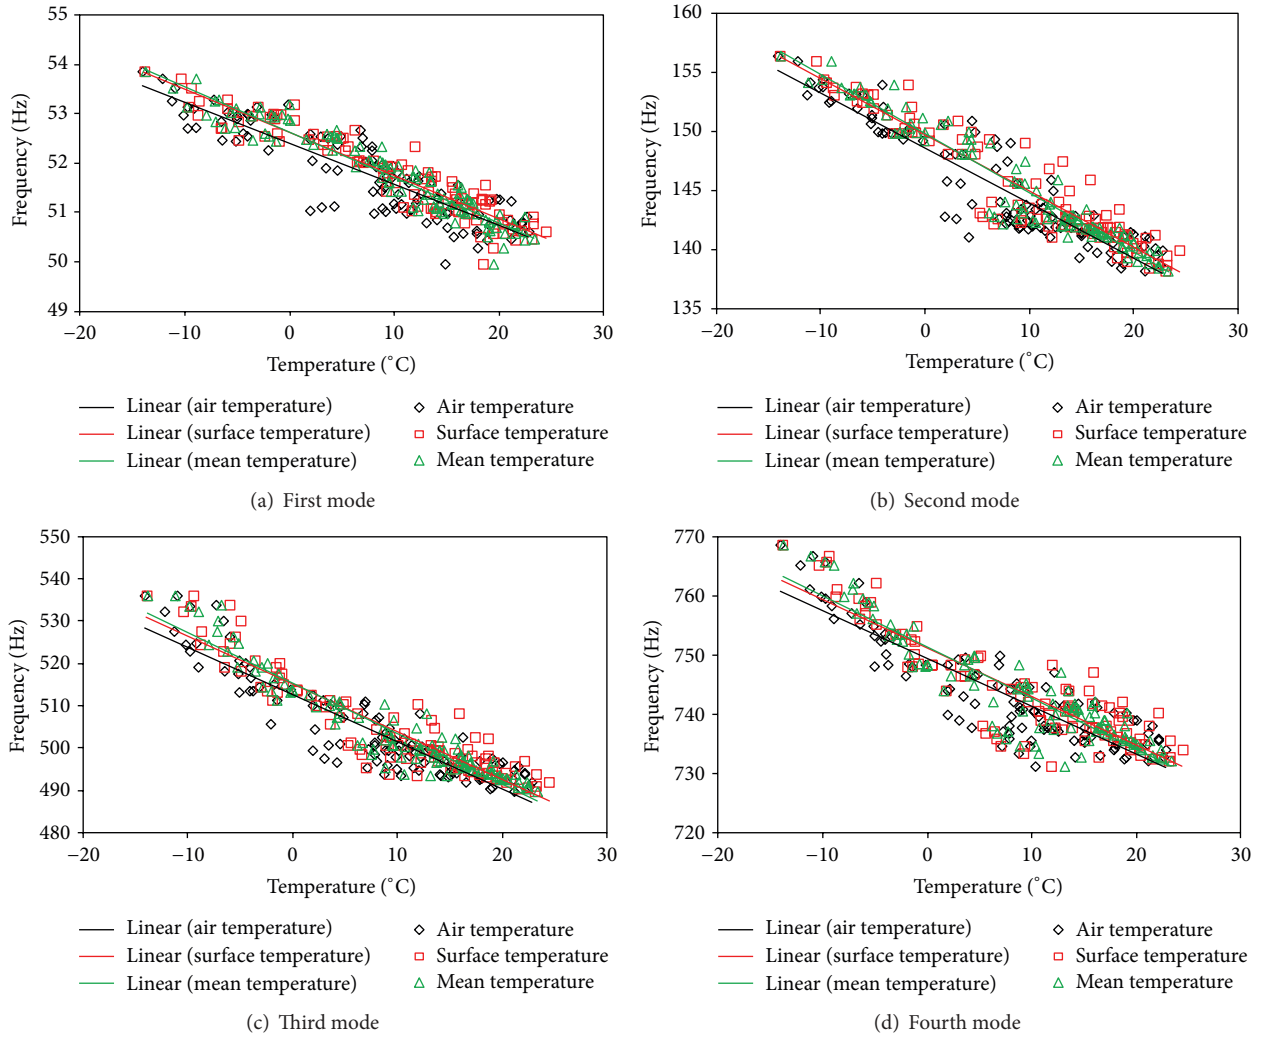 55
54
53
52
51
50
49
Frequency (Hz)
−20 −10 0 10 20 30
Temperature (°C)
Linear (air temperature)
Linear (surface temperature)
Linear (mean temperature)
Air temperature
Surface temperature
Mean temperature
(a) First mode
160
155
150
145
140
135
Frequency (Hz)
−20 −10 0 10 20 30
Temperature (°C)
Linear (air temperature)
Linear (surface temperature)
Linear (mean temperature)
Air temperature
Surface temperature
Mean temperature
(b) Second mode
550
540
530
520
510
500
490
480
Frequency (Hz)
−20 −10 0 10 20 30
Temperature (°C)
Linear (air temperature)
Linear (surface temperature)
Linear (mean temperature)
Air temperature
Surface temperature
Mean temperature
(c) Third mode
770
760
750
740
730
720
Frequency (Hz)
−20 −10 0 10 20 30
Temperature (°C)
Linear (air temperature)
Linear (surface temperature)
Linear (mean temperature)
Air temperature
Surface temperature
Mean temperature
(d) Fourth mode